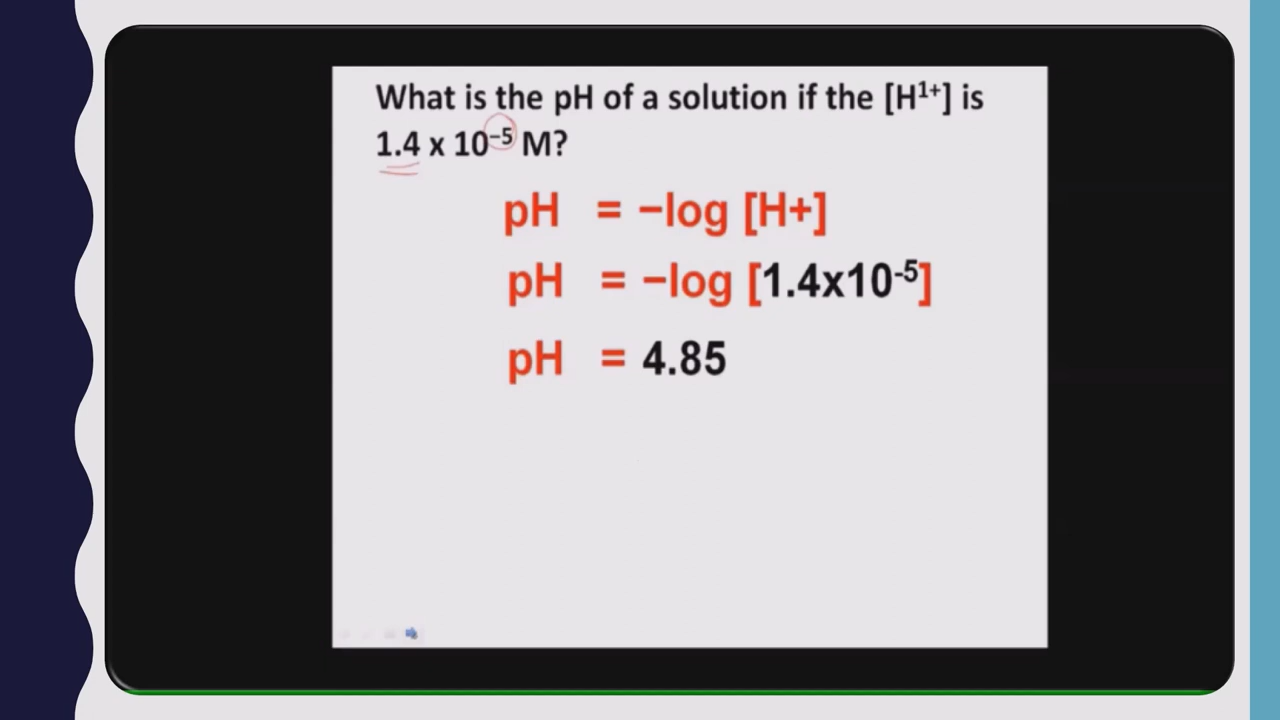 What is the pH of a solution if the [H¹⁺] is
1.4 x 10⁻⁵ M?
pH = −log [H+]
pH = −log [1.4x10⁻⁵]
pH = 4.85